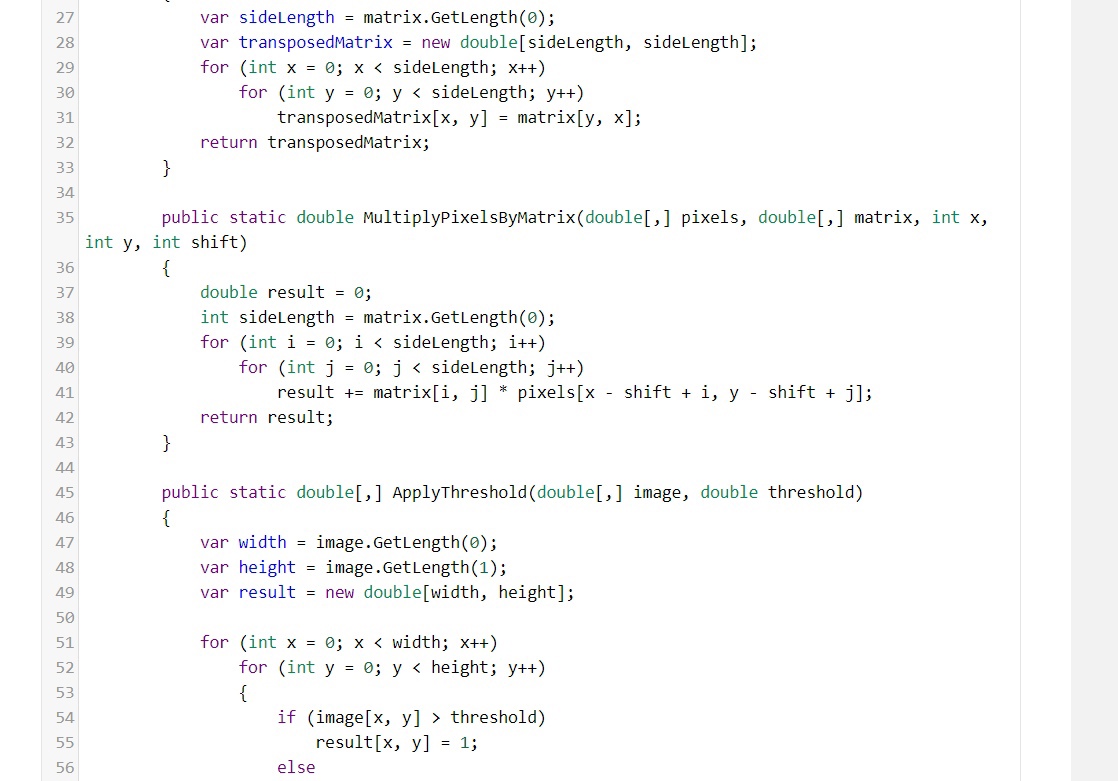 27 var sideLength = matrix.GetLength(0);
28 var transposedMatrix = new double[sideLength, sideLength];
29 for (int x = 0; x < sideLength; x++)
30 for (int y = 0; y < sideLength; y++)
31 transposedMatrix[x, y] = matrix[y, x];
32 return transposedMatrix;
33 }
34
35 public static double MultiplyPixelsByMatrix(double[,] pixels, double[,] matrix, int x,
int y, int shift)
36 {
37 double result = 0;
38 int sideLength = matrix.GetLength(0);
39 for (int i = 0; i < sideLength; i++)
40 for (int j = 0; j < sideLength; j++)
41 result += matrix[i, j] * pixels[x - shift + i, y - shift + j];
42 return result;
43 }
44
45 public static double[,] ApplyThreshold(double[,] image, double threshold)
46 {
47 var width = image.GetLength(0);
48 var height = image.GetLength(1);
49 var result = new double[width, height];
50
51 for (int x = 0; x < width; x++)
52 for (int y = 0; y < height; y++)
53 {
54 if (image[x, y] > threshold)
55 result[x, y] = 1;
56 else